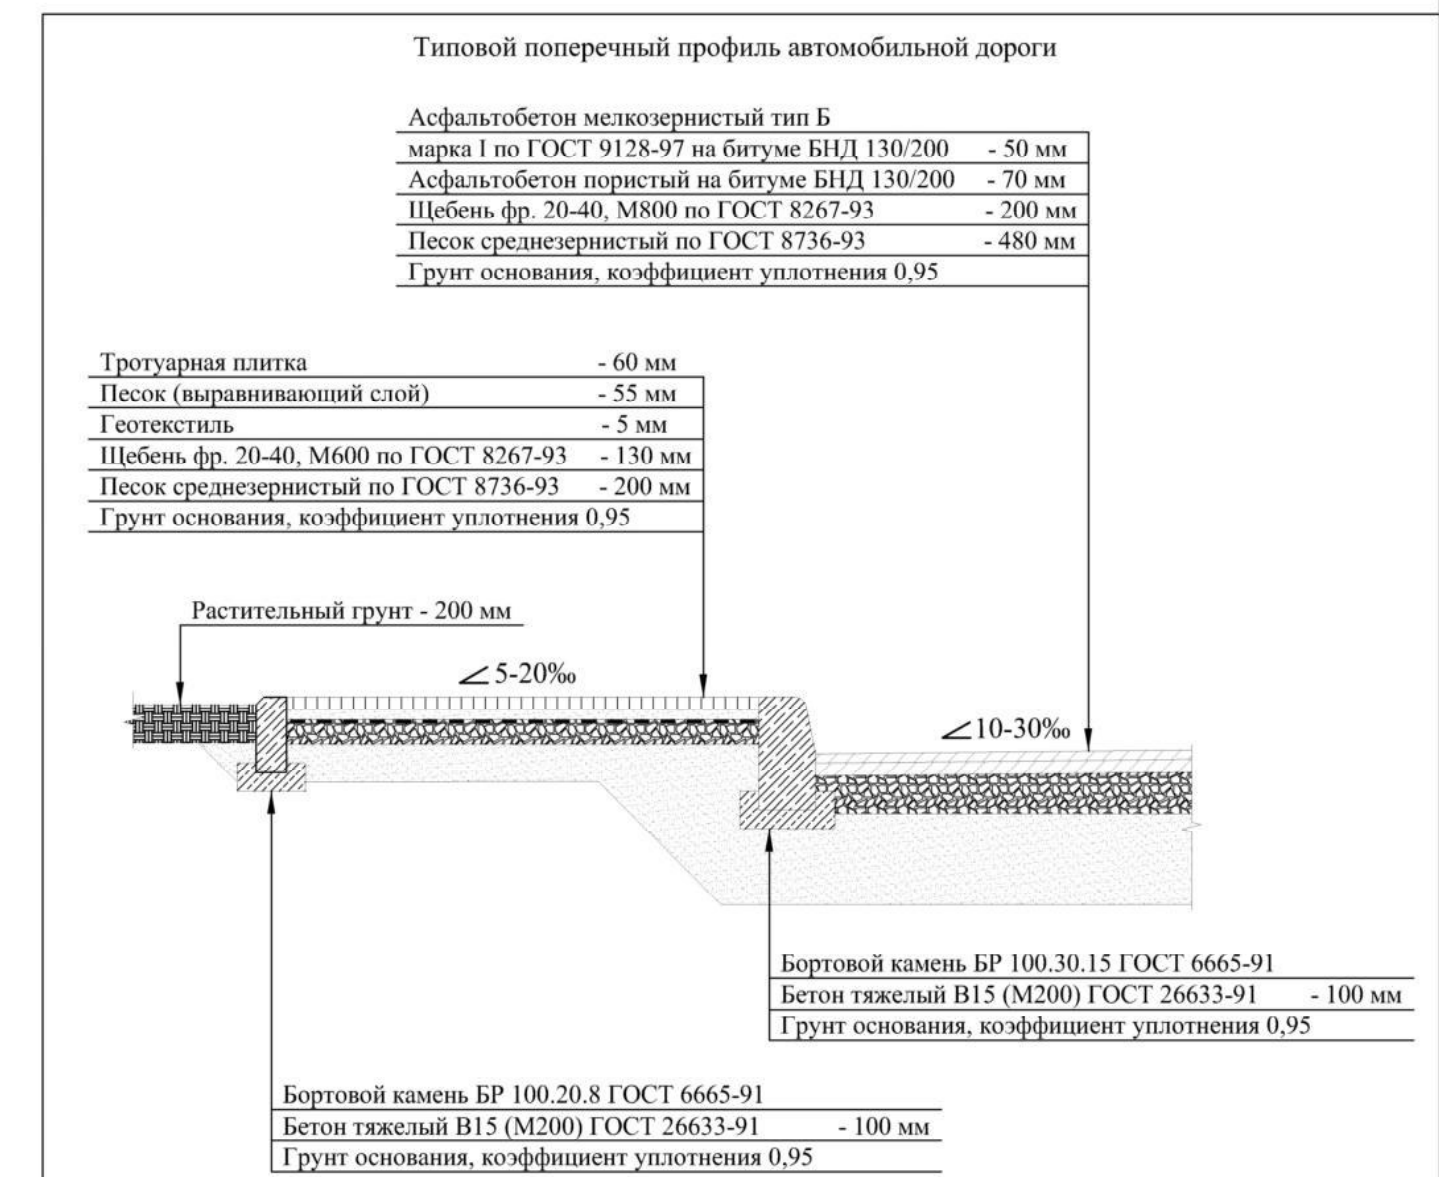 Типовой поперечный профиль автомобильной дороги
Асфальтобетон мелкозернистый тип Б
марка I по ГОСТ 9128-97 на битуме БНД 130/200 - 50 мм
Асфальтобетон пористый на битуме БНД 130/200 - 70 мм
Щебень фр. 20-40, М800 по ГОСТ 8267-93 - 200 мм
Песок среднезернистый по ГОСТ 8736-93 - 480 мм
Грунт основания, коэффициент уплотнения 0,95
Тротуарная плитка - 60 мм
Песок (выравнивающий слой) - 55 мм
Геотекстиль - 5 мм
Щебень фр. 20-40, М600 по ГОСТ 8267-93 - 130 мм
Песок среднезернистый по ГОСТ 8736-93 - 200 мм
Грунт основания, коэффициент уплотнения 0,95
Растительный грунт - 200 мм
∠ 5-20‰
∠10-30‰
Бортовой камень БР 100.30.15 ГОСТ 6665-91
Бетон тяжелый В15 (М200) ГОСТ 26633-91 - 100 мм
Грунт основания, коэффициент уплотнения 0,95
Бортовой камень БР 100.20.8 ГОСТ 6665-91
Бетон тяжелый В15 (М200) ГОСТ 26633-91 - 100 мм
Грунт основания, коэффициент уплотнения 0,95